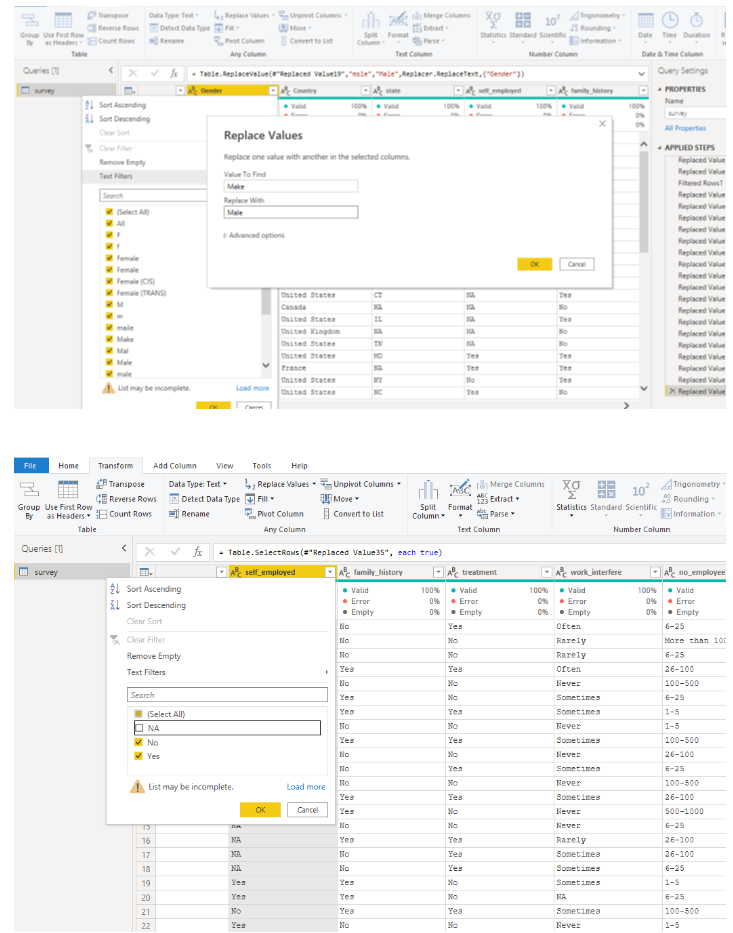 Transpose Data Type: Text Replace Values Unpivot Columns Merge Columns Trigonometry
Reverse Rows Detect Data Type Fill Move Extract Rounding
Group By Use First Row as Headers Count Rows Rename Pivot Column Convert to List Split Column Format Parse Statistics Standard Scientific Information Date Time Duration
Table Any Column Text Column Number Column Date & Time Column
Queries [1] = Table.ReplaceValue(#"Replaced Value19","msle","Male",Replacer.ReplaceText,{"Gender"}) Query Settings
survey Gender Country state self_employed family_history PROPERTIES
Sort Ascending Valid 100% Valid 100% Valid 100% Valid 100% Name
Sort Descending 0% survey
Clear Sort 0% All Properties
Replace Values
Clear Filter APPLIED STEPS
Remove Empty Replace one value with another in the selected columns. Replaced Value
Text Filters Value To Find Replaced Value
Make Filtered Rows1
Search Replace With Replaced Value
(Select All) Male Replaced Value
All Replaced Value
F Advanced options Replaced Value
f Replaced Value
Female Replaced Value
Female OK Cancel Replaced Value
Female (CIS) Replaced Value
Female (TRANS) United States CT NA Yes Replaced Value
M Canada NA NA No Replaced Value
m United States IL NA Yes Replaced Value
maile United Kingdom NA NA No Replaced Value
Make United States TN NA No Replaced Value
Mal United States MD Yes Yes Replaced Value
Male France NA Yes Yes Replaced Value
male United States NY No Yes Replaced Value
List may be incomplete. Load more United States NC Yes No Replaced Value
OK Cancel
File Home Transform Add Column View Tools Help
Transpose Data Type: Text Replace Values Unpivot Columns Merge Columns Trigonometry
Reverse Rows Detect Data Type Fill Move Extract Rounding
Group By Use First Row as Headers Count Rows Rename Pivot Column Convert to List Split Column Format Parse Statistics Standard Scientific Information
Table Any Column Text Column Number Column
Queries [1] = Table.SelectRows(#"Replaced Value35", each true)
survey self_employed family_history treatment work_interfere no_employee
Sort Ascending Valid 100% Valid 100% Valid 100% Valid
Sort Descending Error 0% Error 0% Error 0% Error
Clear Sort Empty 0% Empty 0% Empty 0% Empty
No Yes Often 6-25
Clear Filter No No Rarely More than 100
Remove Empty No No Rarely 6-25
Text Filters Yes Yes Often 26-100
No No Never 100-500
Search Yes No Sometimes 6-25
(Select All) Yes Yes Sometimes 1-5
NA No No Never 1-5
No Yes Yes Sometimes 100-500
Yes No No Never 26-100
No Yes Sometimes 6-25
List may be incomplete. Load more No No Never 100-500
Yes Yes Sometimes 26-100
OK Cancel Yes No Never 500-1000
15 NA No No Never 6-25
16 NA Yes Yes Rarely 26-100
17 NA No No Sometimes 26-100
18 NA No Yes Sometimes 6-25
19 Yes Yes No Sometimes 1-5
20 Yes Yes No NA 6-25
21 No Yes Yes Sometimes 100-500
22 Yes No No Never 1-5